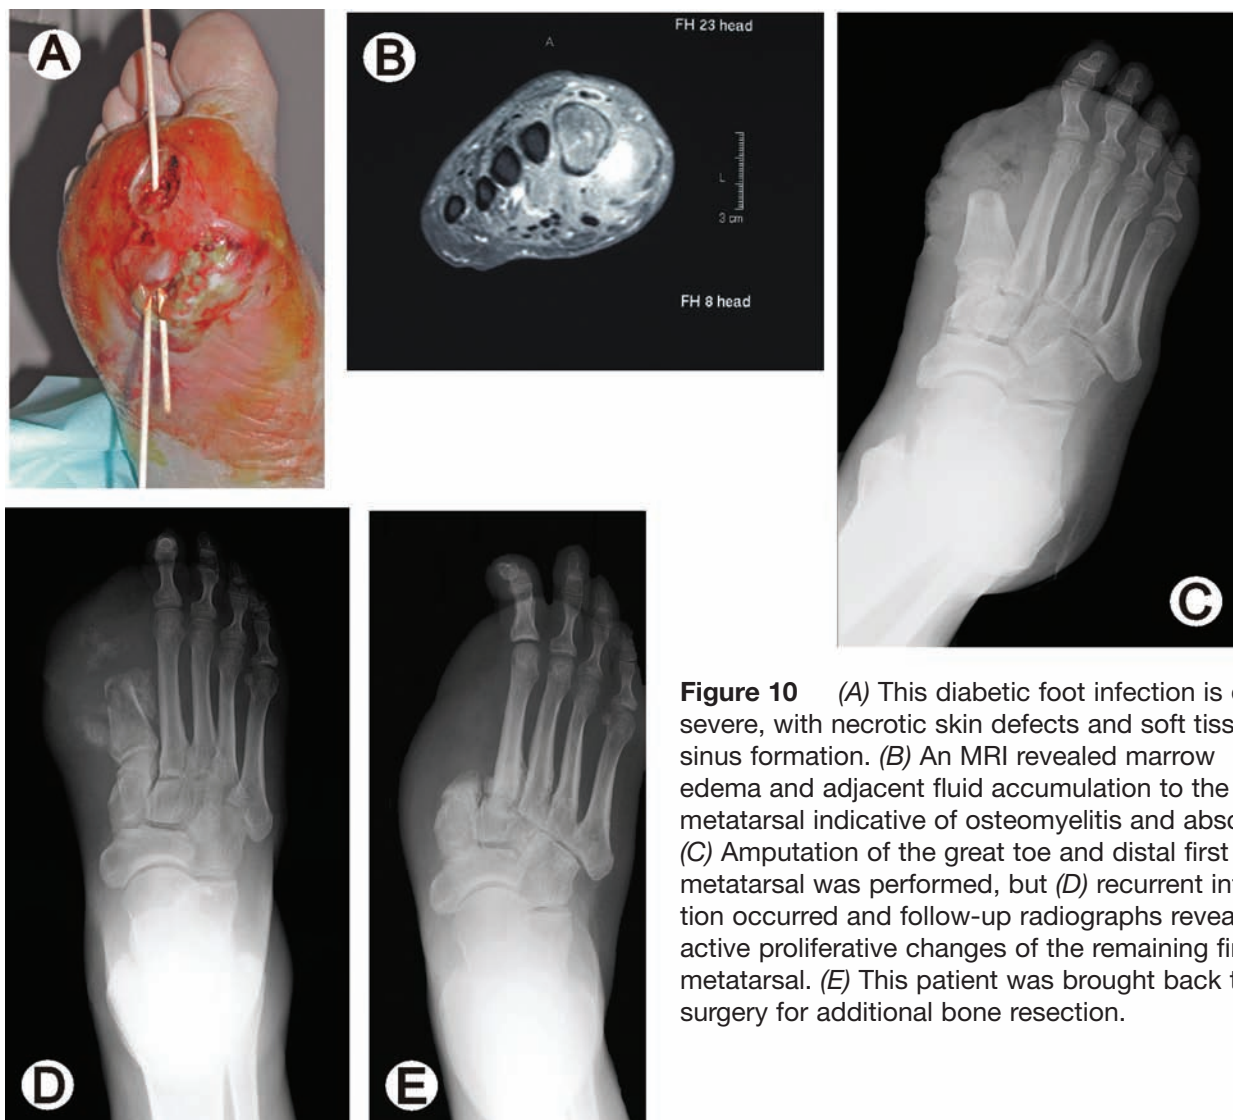 A
B
FH 23 head
A
L
3 cm
FH 8 head
C
D
E
Figure 10 (A) This diabetic foot infection is
severe, with necrotic skin defects and soft tiss
sinus formation. (B) An MRI revealed marrow
edema and adjacent fluid accumulation to the
metatarsal indicative of osteomyelitis and absc
(C) Amputation of the great toe and distal first
metatarsal was performed, but (D) recurrent in
tion occurred and follow-up radiographs revea
active proliferative changes of the remaining fi
metatarsal. (E) This patient was brought back t
surgery for additional bone resection.